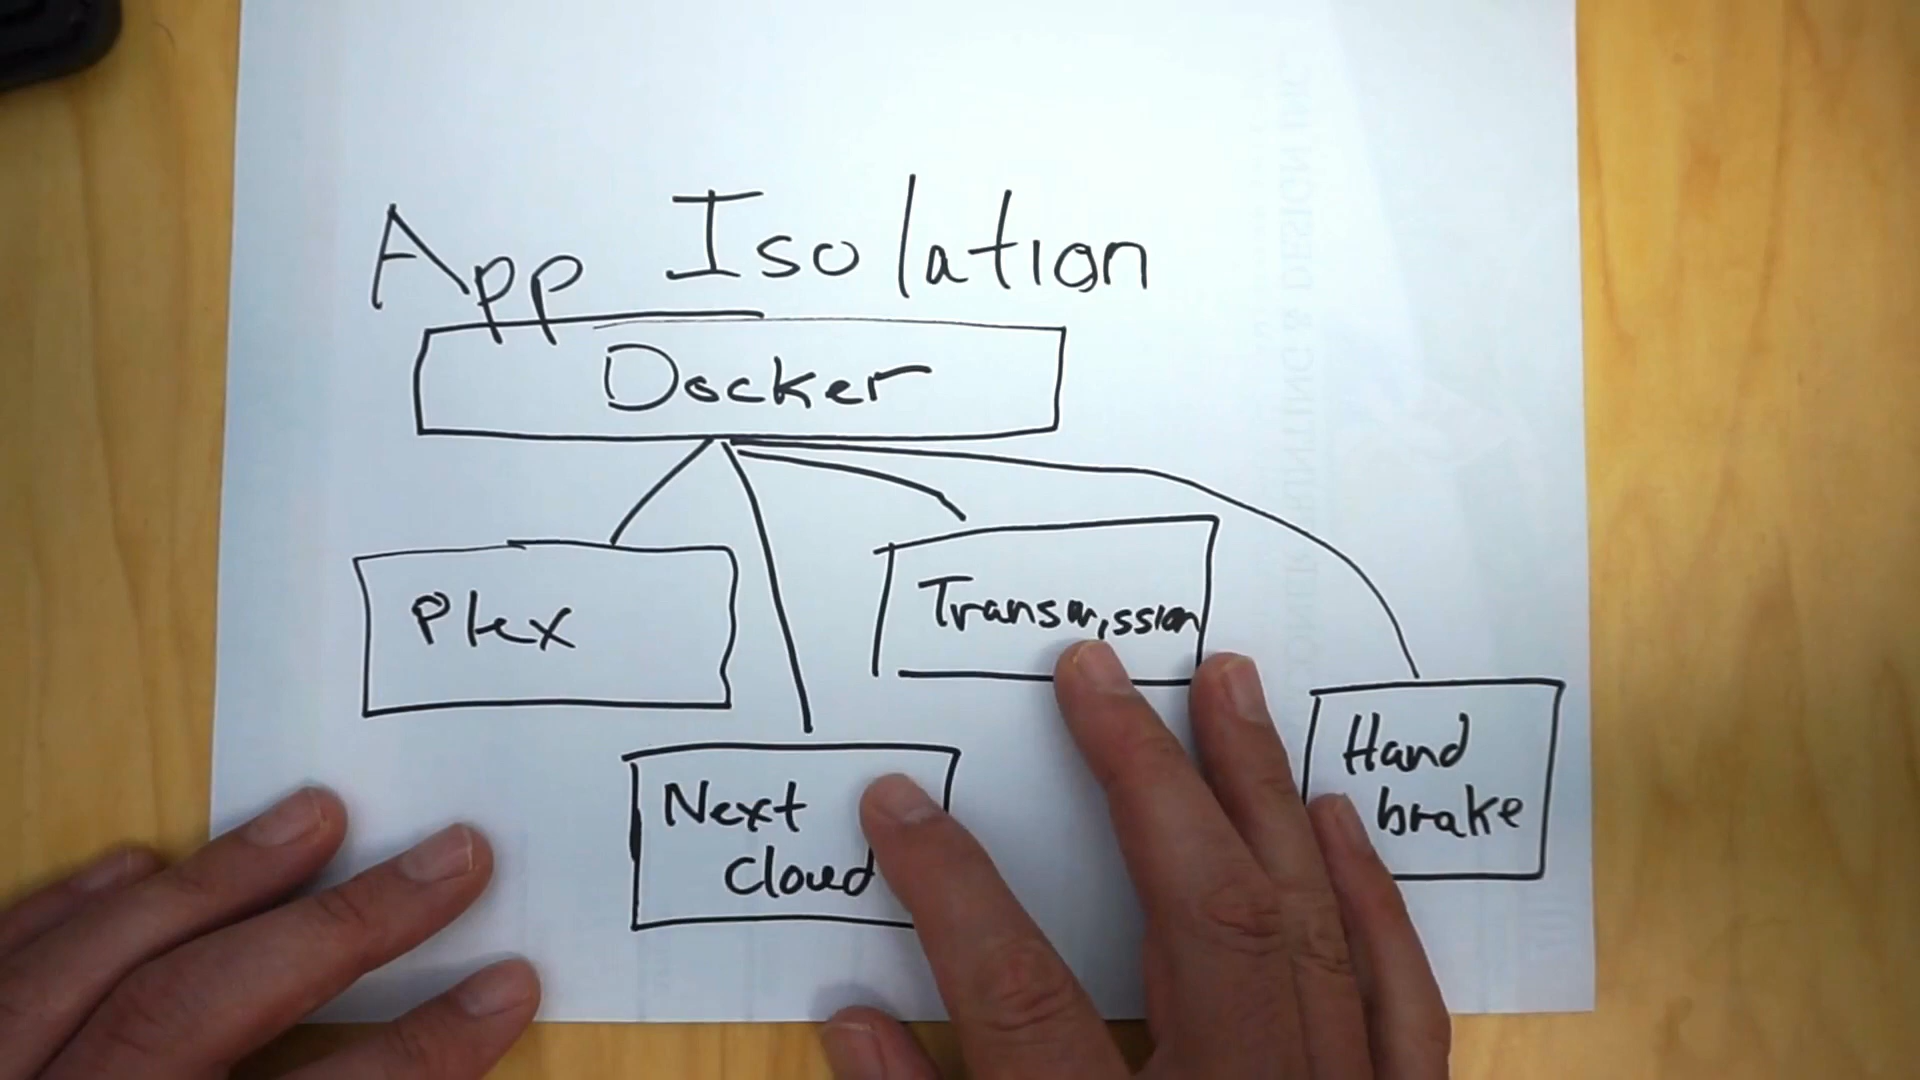 App Isolation
Docker
Plex
Transmission
Next
Cloud
Hand
brake